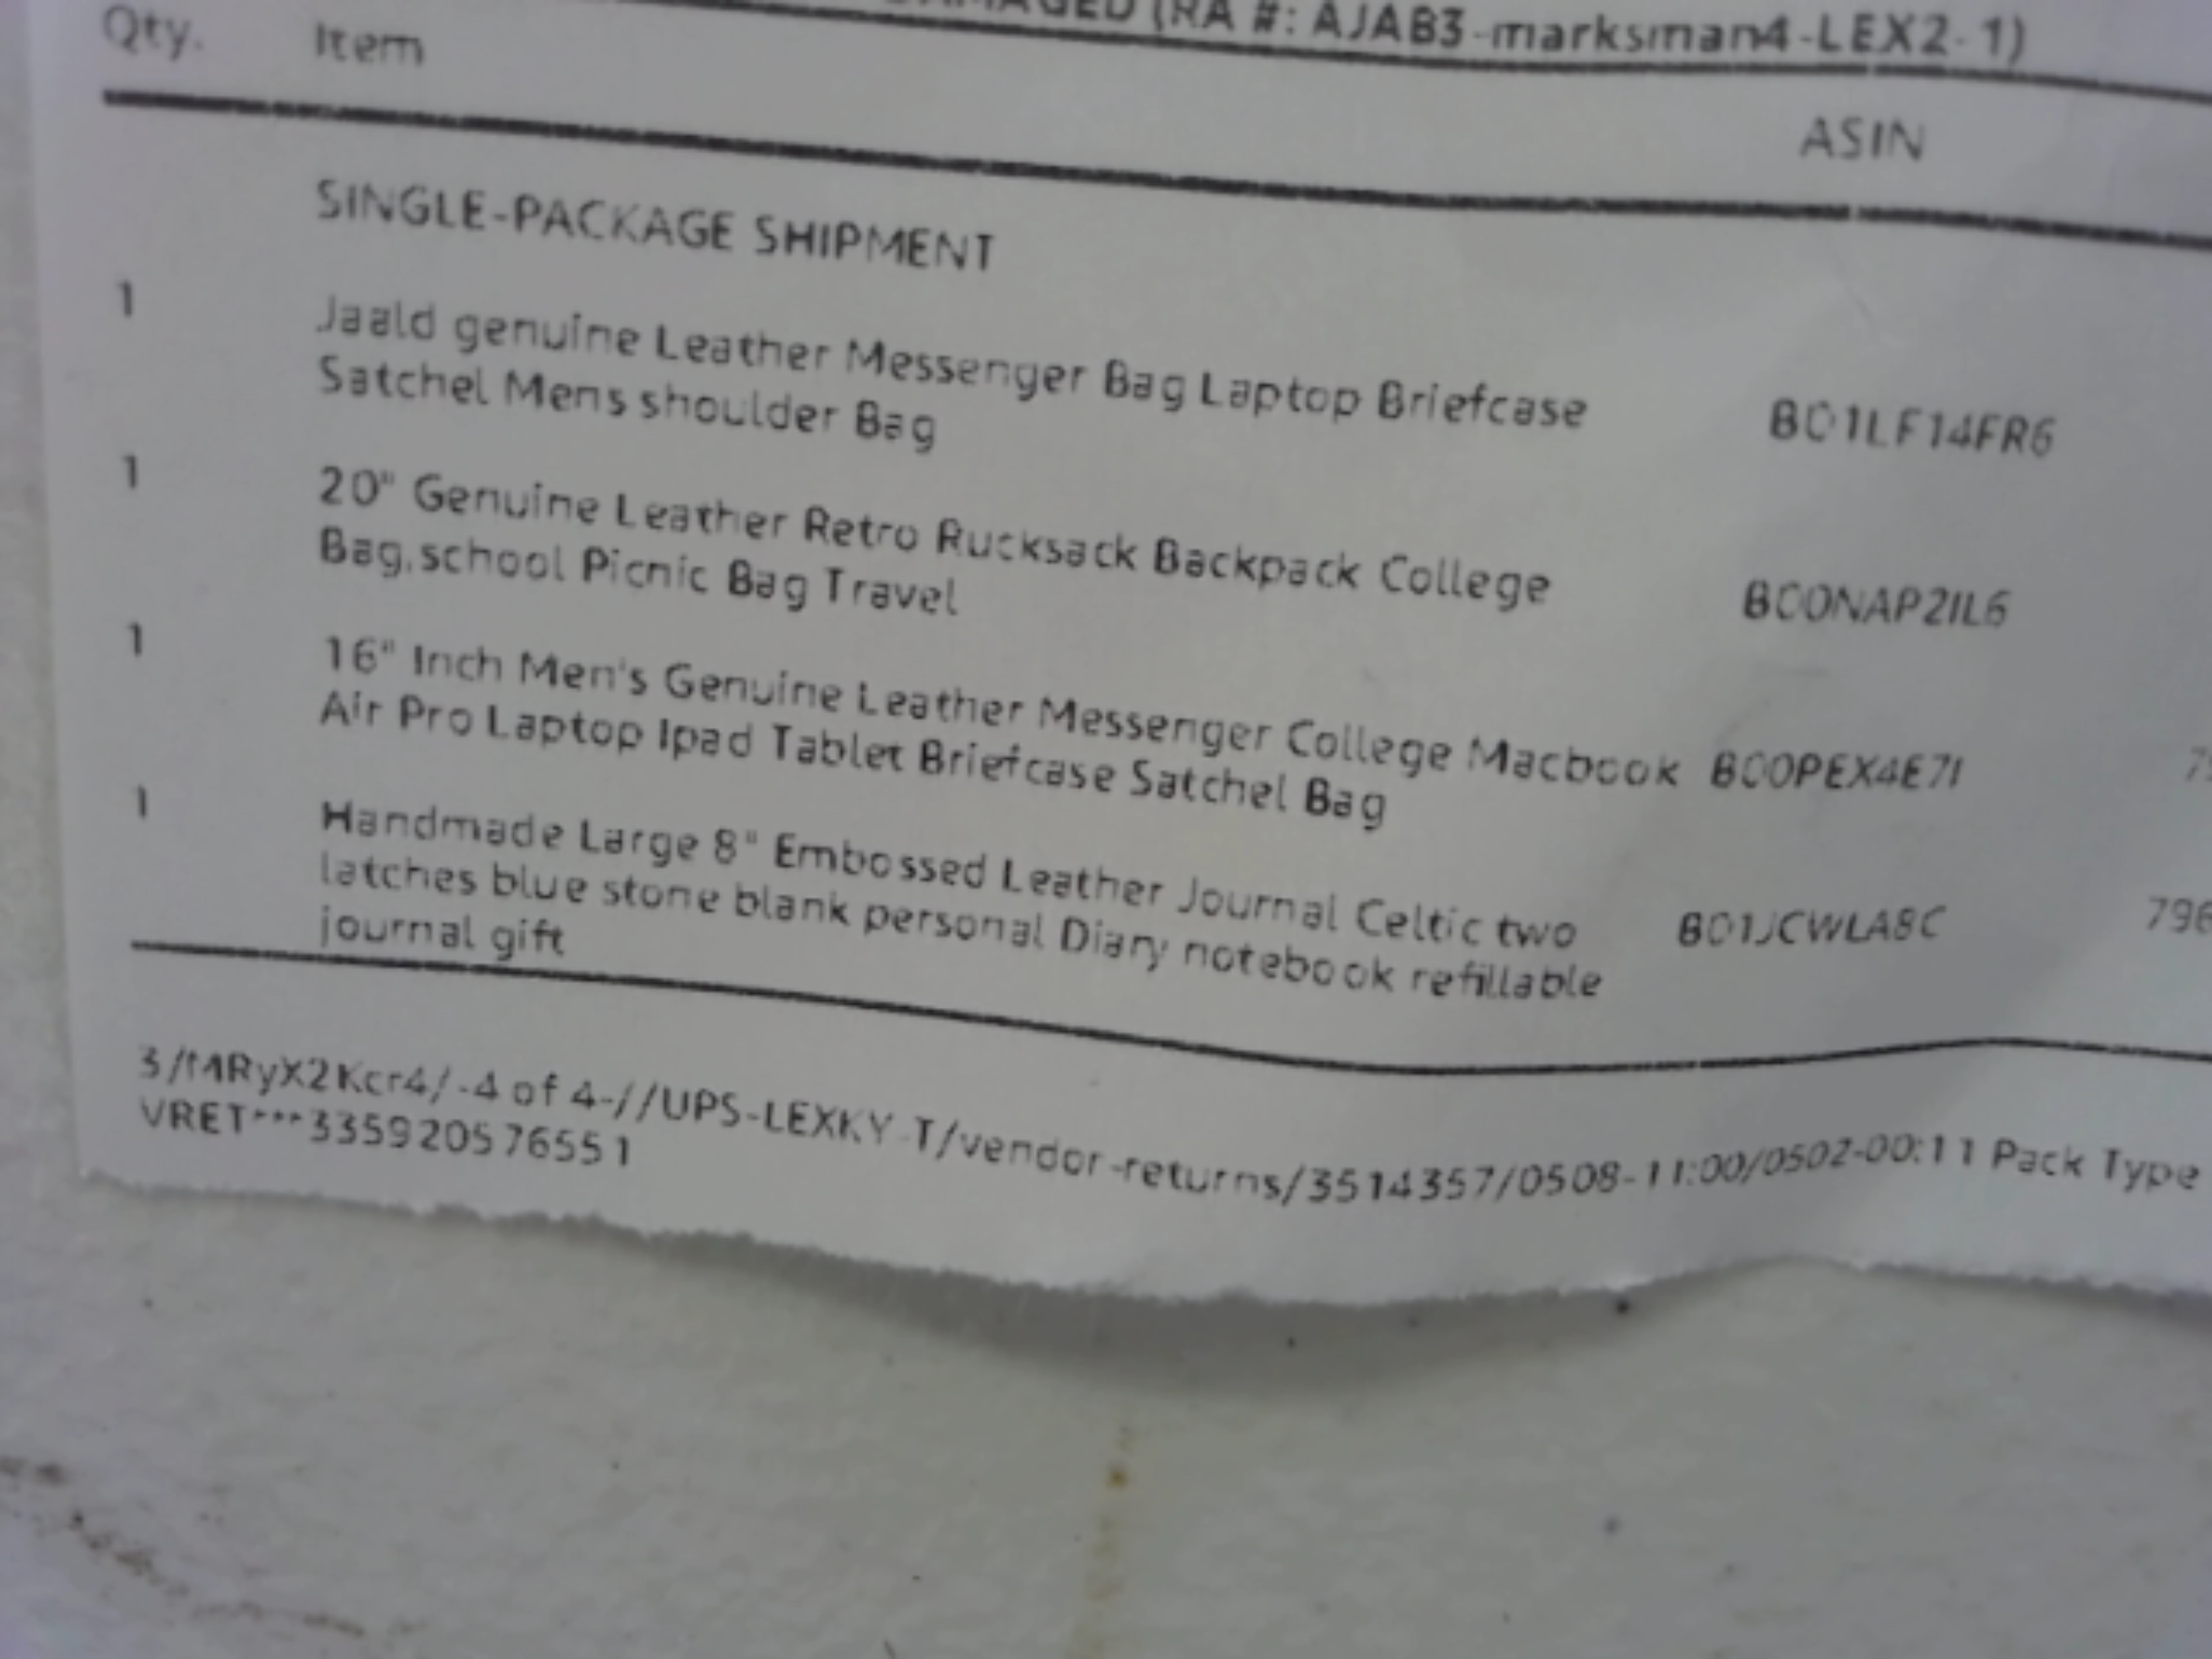 (RA #: AJAB3-marksman4-LEX2-1)
Qty. Item ASIN
SINGLE-PACKAGE SHIPMENT
1 Jaald genuine Leather Messenger Bag Laptop Briefcase B01LF14FR6
Satchel Mens shoulder Bag
1 20" Genuine Leather Retro Rucksack Backpack College B00NAP2IL6
Bag,school Picnic Bag Travel
1 16" Inch Men's Genuine Leather Messenger College Macbook B00PEX4E7I
Air Pro Laptop Ipad Tablet Briefcase Satchel Bag
1 Handmade Large 8" Embossed Leather Journal Celtic two B01JCWLA8C 796
latches blue stone blank personal Diary notebook refillable
journal gift
3/MRyX2Kcr4/-4 of 4-//UPS-LEXKY-T/vendor-returns/3514357/0508-11:00/0502-00:11 Pack Type
VRET***335920576551